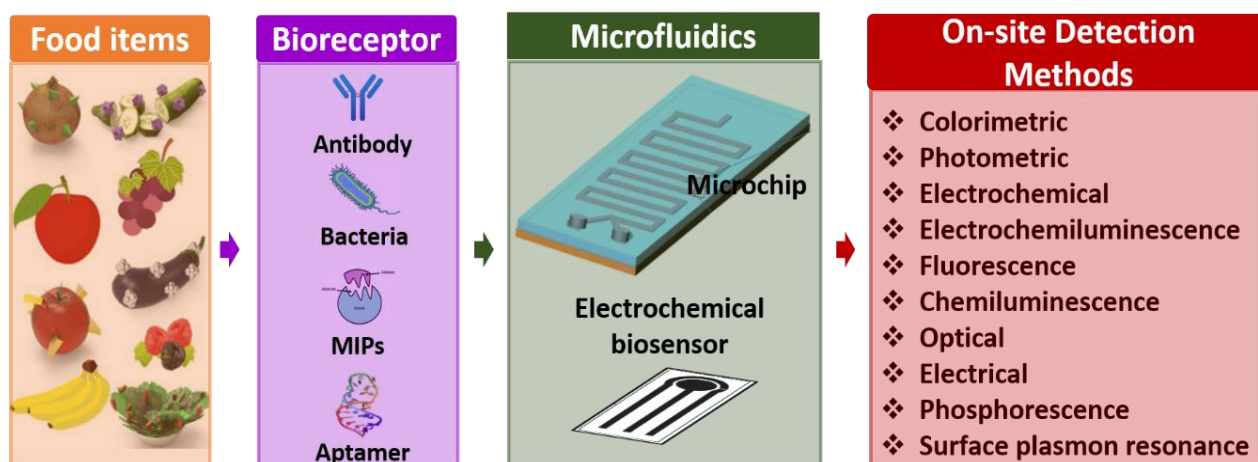 Food items
Bioreceptor
Antibody
Bacteria
MIPs
Aptamer
Microfluidics
Microchip
Electrochemical
biosensor
On-site Detection
Methods
❖ Colorimetric
❖ Photometric
❖ Electrochemical
❖ Electrochemiluminescence
❖ Fluorescence
❖ Chemiluminescence
❖ Optical
❖ Electrical
❖ Phosphorescence
❖ Surface plasmon resonance